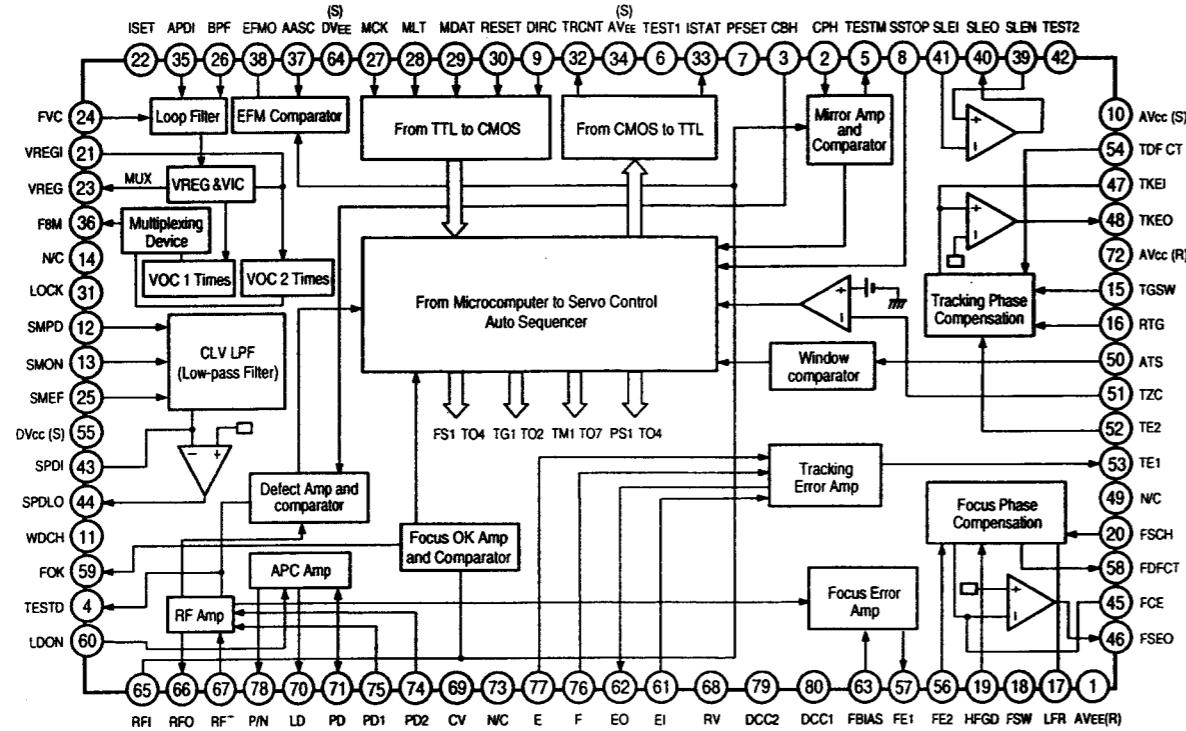 (S) (S)
ISET APDI BPF EFMO AASC DVEE MCK MLT MDAT RESET DIRC TRCNT AVEE TEST1 ISTAT PFSET CBH CPH TESTM SSTOP SLEI SLEO SLEN TEST2
22 35 26 38 37 64 27 28 29 30 9 32 34 6 33 7 3 2 5 8 41 40 39 42
FVC 24
VREGI 21
VREG 23
F8M 36
N/C 14
LOCK 31
SMPD 12
SMON 13
SMEF 25
DVcc (S) 55
SPDI 43
SPDLO 44
WDCH 11
FOK 59
TESTD 4
LDON 60
Loop Filter
EFM Comparator
From TTL to CMOS
From CMOS to TTL
Mirror Amp
and
Comparator
+
−
MUX
VREG &VIC
Multiplexing
Device
VOC 1 Times
VOC 2 Times
From Microcomputer to Servo Control
Auto Sequencer
+
−
+
−
Tracking Phase
Compensation
CLV LPF
(Low-pass Filter)
Window
comparator
FS1 TO4 TG1 TO2 TM1 TO7 PS1 TO4
− +
Defect Amp and
comparator
Tracking
Error Amp
Focus OK Amp
and Comparator
Focus Phase
Compensation
APC Amp
RF Amp
Focus Error
Amp
+
−
10 AVcc (S)
54 TDFCT
47 TKEI
48 TKEO
72 AVcc (R)
15 TGSW
16 RTG
50 ATS
51 TZC
52 TE2
53 TE1
49 N/C
20 FSCH
58 FDFCT
45 FCE
46 FSEO
65 66 67 78 70 71 75 74 69 73 77 76 62 61 68 79 80 63 57 56 19 18 17 1
RFI RFO RF− P/N LD PD PD1 PD2 CV N/C E F EO EI RV DCC2 DCC1 FBIAS FE1 FE2 HFGD FSW LFR AVEE(R)